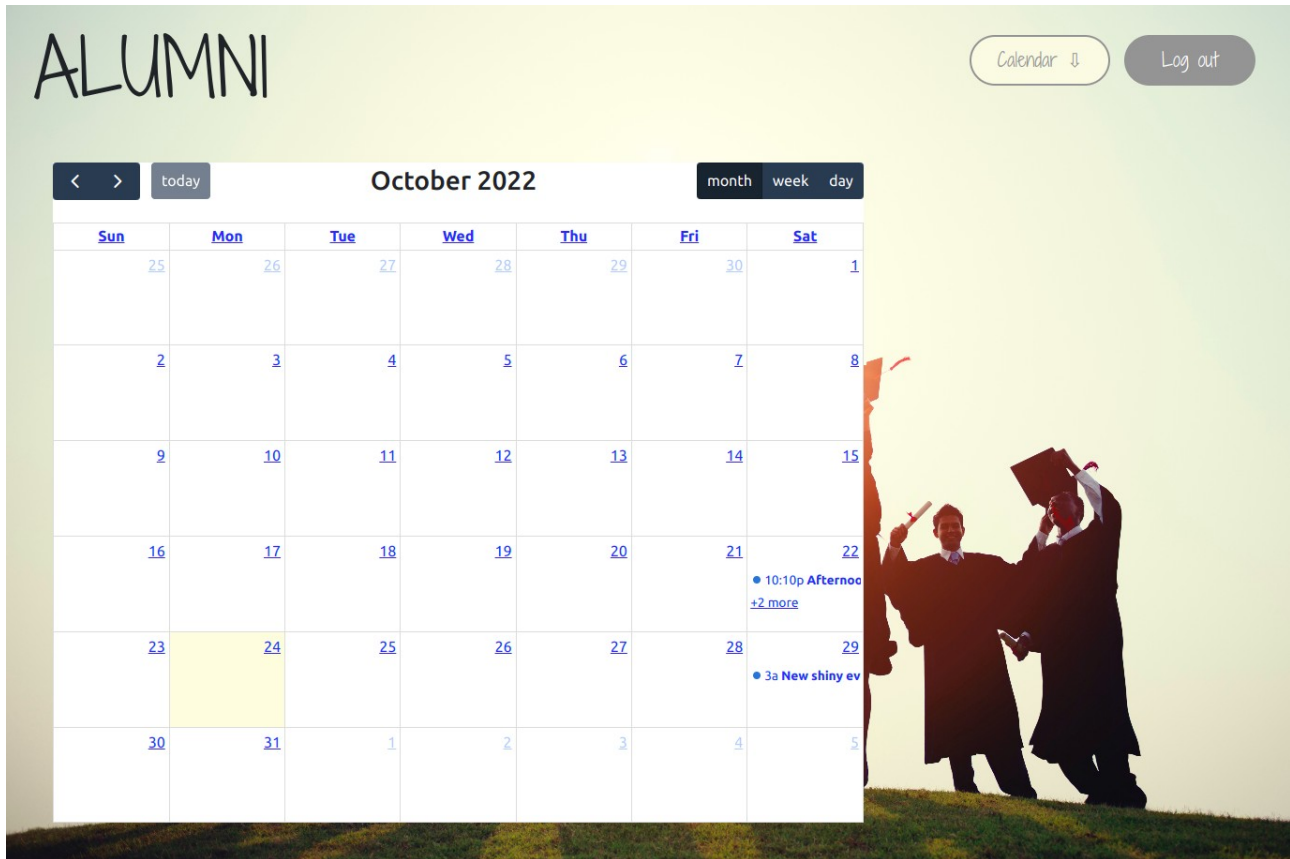 ALUMNI
Calendar ⇩ Log out
< > today October 2022 month week day
Sun Mon Tue Wed Thu Fri Sat
25 26 27 28 29 30 1
2 3 4 5 6 7 8
9 10 11 12 13 14 15
16 17 18 19 20 21 22
10:10p Afternoo
+2 more
23 24 25 26 27 28 29
3a New shiny ev
30 31 1 2 3 4 5